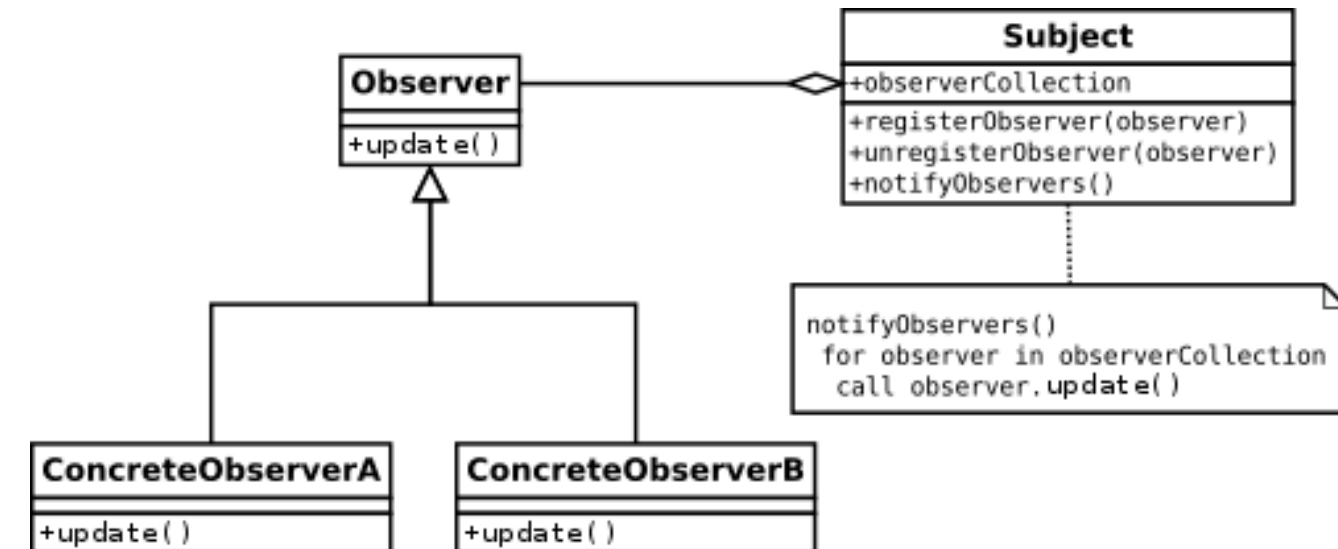 Subject
+observerCollection
+registerObserver(observer)
+unregisterObserver(observer)
+notifyObservers()
Observer
+update()
notifyObservers()
for observer in observerCollection
call observer.update()
ConcreteObserverA
+update()
ConcreteObserverB
+update()